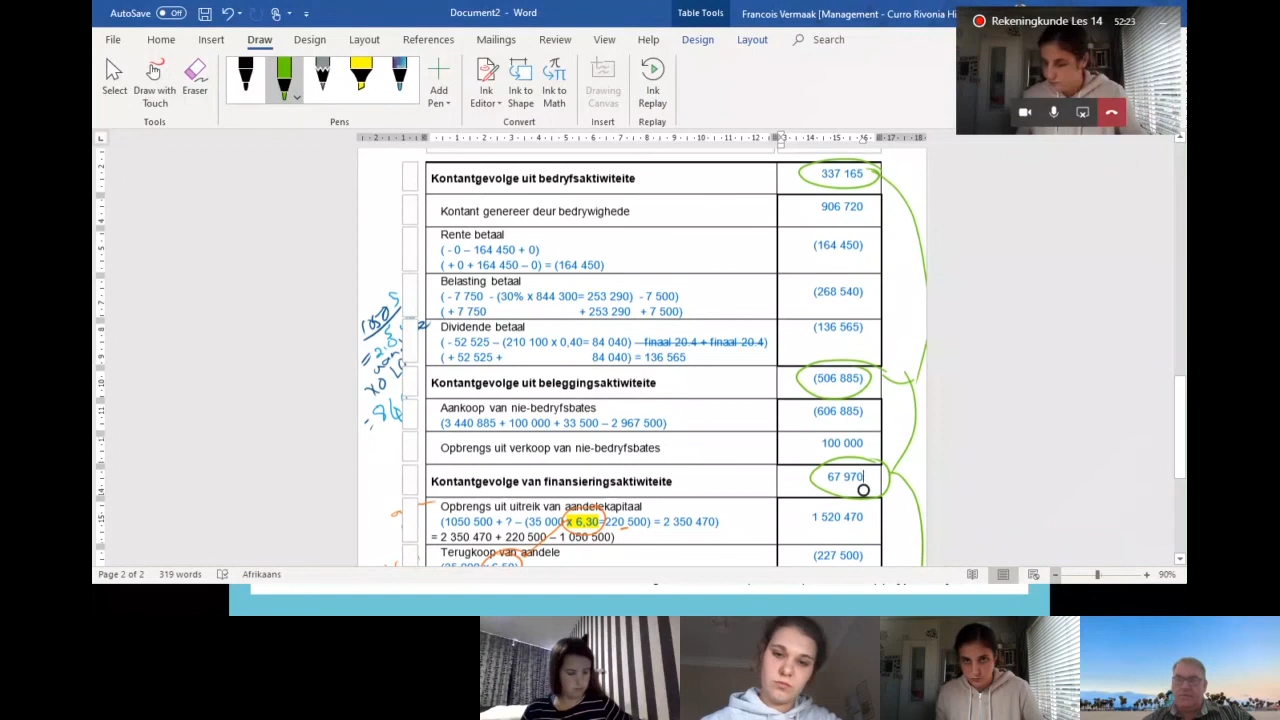 AutoSave Off
Document2 - Word
Table Tools
Francois Vermaak [Management - Curro Rivonia Hi
Rekeningkunde Les 14 52:23
File Home Insert Draw Design Layout References Mailings Review View Help Design Layout Search
Select
Draw with Touch
Eraser
Add Pen
Ink Editor
Ink to Shape
Ink to Math
Drawing Canvas
Ink Replay
Tools Pens Convert Insert Replay
Kontantgevolge uit bedryfsaktiwiteite 337 165
Kontant genereer deur bedrywighede 906 720
Rente betaal
( - 0 – 164 450 + 0) (164 450)
( + 0 + 164 450 – 0) = (164 450)
Belasting betaal
( - 7 750 - (30% x 844 300= 253 290) - 7 500) (268 540)
( + 7 750 + 253 290 + 7 500)
Dividende betaal (136 565)
( - 52 525 – (210 100 x 0,40= 84 040) – finaal 20.4 + finaal 20.4)
( + 52 525 + 84 040) = 136 565
Kontantgevolge uit beleggingsaktiwiteite (506 885)
Aankoop van nie-bedryfsbates (606 885)
(3 440 885 + 100 000 + 33 500 – 2 967 500)
Opbrengs uit verkoop van nie-bedryfsbates 100 000
Kontantgevolge van finansieringsaktiwiteite 67 970
Opbrengs uit uitreik van aandelekapitaal
(1050 500 + ? – (35 000 x 6,30=220 500) = 2 350 470) 1 520 470
= 2 350 470 + 220 500 – 1 050 500)
Terugkoop van aandele (227 500)
Page 2 of 2 319 words Afrikaans 90%